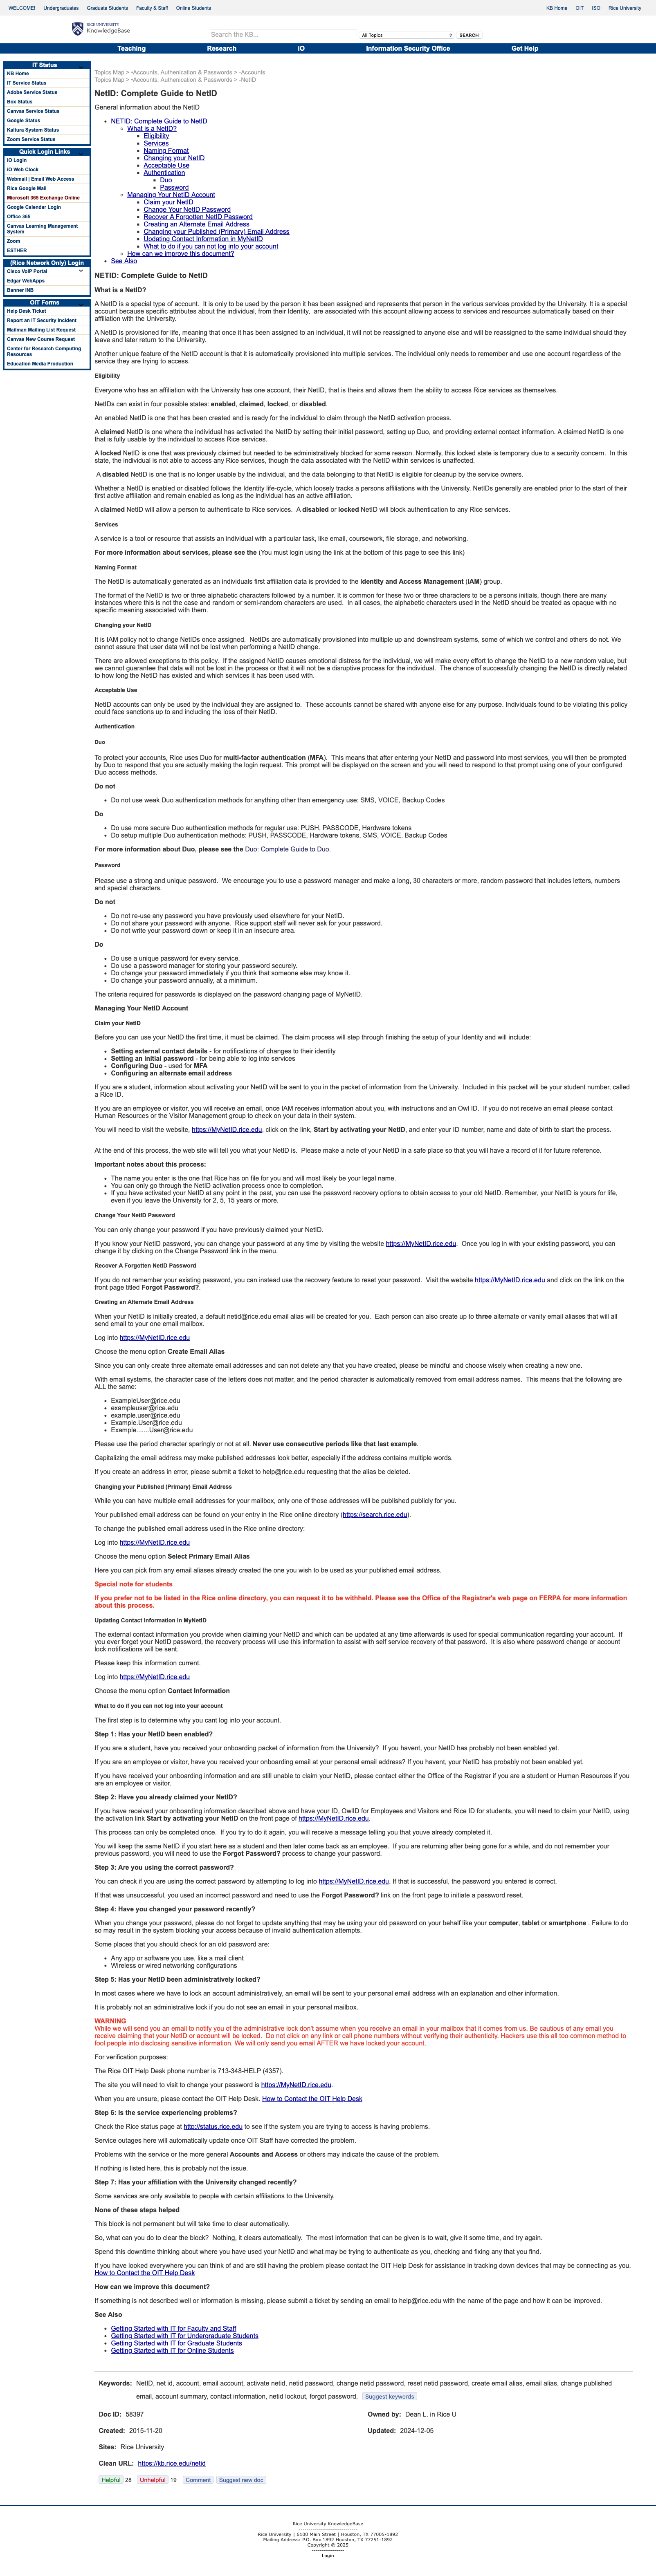 WELCOME! Undergraduates Graduate Students Faculty & Staff Online Students KB Home OIT ISO Rice University
RICE UNIVERSITY
KnowledgeBase
Search the KB... All Topics SEARCH
Teaching Research iO Information Security Office Get Help
IT Status
KB Home
IT Service Status
Adobe Service Status
Box Status
Canvas Service Status
Google Status
Kaltura System Status
Zoom Service Status
Quick Login Links
iO Login
iO Web Clock
Webmail | Email Web Access
Rice Google Mail
Microsoft 365 Exchange Online
Google Calendar Login
Office 365
Canvas Learning Management
System
Zoom
ESTHER
(Rice Network Only) Login
Cisco VoIP Portal
Edgar WebApps
Banner INB
OIT Forms
Help Desk Ticket
Report an IT Security Incident
Mailman Mailing List Request
Canvas New Course Request
Center for Research Computing
Resources
Education Media Production
Topics Map > •Accounts, Authenication & Passwords > -Accounts
Topics Map > •Accounts, Authenication & Passwords > -NetID
NetID: Complete Guide to NetID
General information about the NetID
• NETID: Complete Guide to NetID
What is a NetID?
Eligibility
Services
Naming Format
Changing your NetID
Acceptable Use
Authentication
Duo
Password
Managing Your NetID Account
Claim your NetID
Change Your NetID Password
Recover A Forgotten NetID Password
Creating an Alternate Email Address
Changing your Published (Primary) Email Address
Updating Contact Information in MyNetID
What to do if you can not log into your account
How can we improve this document?
• See Also
NETID: Complete Guide to NetID
What is a NetID?
A NetID is a special type of account. It is only to be used by the person it has been assigned to and represents that person in the various services provided by the University. It is a special
account because specific attributes about the individual, from their identity, are associated with this account allowing services and resources are automatically based on their
affiliation with the University.
A NetID is provisioned for life, meaning that once it has been assigned to an individual, it will not be reassigned to anyone else and will be reassigned to the same individual should they
leave and later return to the University.
Another unique feature of the NetID account is that it is automatically provisioned into multiple services. The individual only needs to remember and use one account regardless of the
service they are trying to access.
Eligibility
Everyone who has an affiliation with the University has one account, their NetID, that is theirs and allows them the ability to access Rice services as themselves.
NetIDs can exist in four possible states: enabled, claimed, locked, or disabled.
An enabled NetID is one that has been created and is ready for the individual to claim through the NetID activation process.
A claimed NetID is one where the individual has activated the NetID by setting their initial password, setting up Duo, and providing external contact information. A claimed NetID is one
that is fully usable by the individual to access Rice services.
A locked NetID is one that was previously claimed but needed to be administratively blocked for some reason. Normally, this locked state is temporary due to a security concern. In this
state, the individual is not able to access any Rice services, though the data associated with the NetID within services is maintained.
A disabled NetID is one that is no longer usable by the individual, and the data belonging to that NetID is eligible for cleanup by the service owners.
Whether a NetID is enabled or disabled follows the Identity life-cycle, which loosely tracks a persons affiliations with the University. NetIDs generally are enabled prior to the start of their
first active affiliation and remain enabled as long as the individual has an active affiliation.
A claimed NetID will allow a person to authenticate to Rice services. A disabled or locked NetID will block authentication to any Rice services.
Services
A service is a tool or resource that assists an individual with a particular task, like email, coursework, file storage, and networking.
For more information about services, please see the (You must login using the link at the bottom of this page to see this link)
Naming Format
The NetID is automatically generated as an individuals first affiliation data is provided to the Identity and Access Management (IAM) group.
The format of the NetID is two or three alphabetic characters followed by a number. It is common for these two or three characters to be a persons initials, though there are many
instances where this is not the case and random or semi-random characters are used. In all cases, the alphabetic characters used in the NetID should be treated as opaque with no
specific meaning associated with them.
Changing your NetID
It is IAM policy not to change NetIDs once assigned. NetIDs are automatically provisioned into multiple up and downstream systems, some of which we control and others do not. We
cannot assume that user data will not be lost when performing a NetID change.
There are allowed exceptions to this policy. If the assigned NetID causes emotional distress for the individual, we will make every effort to change the NetID to a new random value, but
we cannot guarantee that data will not be lost in the process or that it will not be a disruptive process for the individual. The chance of successfully changing the NetID is directly related
to how long the NetID has existed and which services it has been used with.
Acceptable Use
NetID accounts can only be used by the individual they are assigned to. These accounts cannot be shared with anyone else for any purpose. Individuals found to be violating this policy
could face sanctions up to and including the loss of their NetID.
Authentication
Duo
To protect your accounts, Rice uses Duo for multi-factor authentication (MFA). This means that after entering your NetID and password into most services, you will then be prompted
by Duo to respond that you are actually making the login request. This prompt will be displayed on the screen and you will need to respond to that prompt using one of your configured
Duo access methods.
Do not
• Do not use weak Duo authentication methods for anything other than emergency use: SMS, VOICE, Backup Codes
Do
• Do use more secure Duo authentication methods for regular use: PUSH, PASSCODE, Hardware tokens
• Do setup multiple Duo authentication methods: PUSH, PASSCODE, Hardware tokens, SMS, VOICE, Backup Codes
For more information about Duo, please see the Duo: Complete Guide to Duo.
Password
Please use a strong and unique password. We encourage you to use a password manager and make a long, 30 characters or more, random password that includes letters, numbers
and special characters.
Do not
• Do not re-use any password you have previously used elsewhere for your NetID.
• Do not share your password with anyone. Rice support staff will never ask for your password.
• Do not write your password down or keep it in an insecure area.
Do
• Do use a unique password for every service.
• Do use a password manager for storing your password securely.
• Do change your password immediately if you think that someone else may know it.
• Do change your password annually, at a minimum.
The criteria required for passwords is displayed on the password changing page of MyNetID.
Managing Your NetID Account
Claim your NetID
Before you can use your NetID the first time, it must be claimed. The claim process will step through finishing the setup of your Identity and will include:
• Setting external contact details - for notifications of changes to their identity
• Setting an initial password - for being able to log into services
• Configuring Duo - used for MFA
• Configuring an alternate email address
If you are a student, information about activating your NetID will be sent to you in the packet of information from the University. Included in this packet will be your student number, called
a Rice ID.
If you are an employee or visitor, you will receive an email, once IAM receives information about you, with instructions and an Owl ID. If you do not receive an email please contact
Human Resources or the Visitor Management group to check on your data in their system.
You will need to visit the website, https://MyNetID.rice.edu, click on the link, Start by activating your NetID, and enter your ID number, name and date of birth to start the process.
At the end of this process, the web site will tell you what your NetID is. Please make a note of your NetID in a safe place so that you will have a record of it for future reference.
Important notes about this process:
• The name you enter is the one that Rice has on file for you and will most likely be your legal name.
• You can only go through the NetID activation process once to completion.
• If you have activated your NetID at any point in the past, you can use the password recovery options to obtain access to your old NetID. Remember, your NetID is yours for life,
even if you leave the University for 2, 5, 15 years or more.
Change Your NetID Password
You can only change your password if you have previously claimed your NetID.
If you know your NetID password, you can change your password at any time by visiting the website https://MyNetID.rice.edu. Once you log in with your existing password, you can
change it by clicking on the Change Password link in the menu.
Recover A Forgotten NetID Password
If you do not remember your existing password, you can instead use the recovery feature to reset your password. Visit the website https://MyNetID.rice.edu and click on the link on the
front page titled Forgot Password?.
Creating an Alternate Email Address
When your NetID is initially created, a default netid@rice.edu email alias will be created for you. Each person can also create up to three alternate or vanity email aliases that will all
send email to your one email mailbox.
Log into https://MyNetID.rice.edu
Choose the menu option Create Email Alias
Since you can only create three alternate email addresses and can not delete any that you have created, please be mindful and choose wisely when creating a new one.
With email systems, the character case of the letters does not matter, and the period character is automatically removed from email address names. This means that the following are
ALL the same:
• ExampleUser@rice.edu
• exampleuser@rice.edu
• example.user@rice.edu
• Example.User@rice.edu
• Example.......User@rice.edu
Please use the period character sparingly or not at all. Never use consecutive periods like that last example.
Capitalizing the email address may make published addresses look better, especially if the address contains multiple words.
If you create an address in error, please submit a ticket to help@rice.edu requesting that the alias be deleted.
Changing your Published (Primary) Email Address
While you can have multiple email addresses for your mailbox, only one of those addresses will be published publicly for you.
Your published email address can be found on your entry in the Rice online directory (https://search.rice.edu).
To change the published email address used in the Rice online directory:
Log into https://MyNetID.rice.edu
Choose the menu option Select Primary Email Alias
Here you can pick from any email aliases already created the one you wish to be used as your published email address.
Special note for students
If you prefer not to be listed in the Rice online directory, you can request it to be withheld. Please see the Office of the Registrar's web page on FERPA for more information
about this process.
Updating Contact Information in MyNetID
The external contact information you provide when claiming your NetID and which can be updated at any time afterwards is used for special communication regarding your account. If
you ever forget your NetID password, the recovery process will use this information to assist with self service recovery of that password. It is also where password change or account
lock notifications will be sent.
Please keep this information current.
Log into https://MyNetID.rice.edu
Choose the menu option Contact Information
What to do if you can not log into your account
The first step is to determine why you cant log into your account.
Step 1: Has your NetID been enabled?
If you are a student, have you received your onboarding packet of information from the University? If you havent, your NetID has probably not been enabled yet.
If you are an employee or visitor, have you received your onboarding email at your personal email address? If you havent, your NetID has probably not been enabled yet.
If you have received your onboarding information and are still unable to claim your NetID, please contact either the Office of the Registrar if you are a student or Human Resources if you
are an employee or visitor.
Step 2: Have you already claimed your NetID?
If you have received your onboarding information described above and have your ID, OwlID for Employees and Visitors and Rice ID for students, you will need to claim your NetID, using
the activation link Start by activating your NetID on the front page of https://MyNetID.rice.edu.
This process can only be completed once. If you try to do it again, you will receive a message telling you that youve already completed it.
You will keep the same NetID if you start here as a student and then later come back as an employee. If you are returning after being gone for a while, and do not remember your
previous password, you will need to use the Forgot Password? process to change your password.
Step 3: Are you using the correct password?
You can check if you are using the correct password by attempting to log into https://MyNetID.rice.edu. If that is successful, the password you entered is correct.
If that was unsuccessful, you used an incorrect password and need to use the Forgot Password? link on the front page to initiate a password reset.
Step 4: Have you changed your password recently?
When you change your password, please do not forget to update anything that may be using your old password on your behalf like your computer, tablet or smartphone . Failure to do
so may result in the system blocking your access because of invalid authentication attempts.
Some places that you should check for an old password are:
• Any app or software you use, like a mail client
• Wireless or wired networking configurations
Step 5: Has your NetID been administratively locked?
In most cases where we have to lock an account administratively, an email will be sent to your personal email address with an explanation and other information.
It is probably not an administrative lock if you do not see an email in your personal mailbox.
WARNING
While we will send you an email to notify you of the administrative lock don't assume when you receive an email in your mailbox that it comes from us. Be cautious of any email you
receive claiming that your NetID or account will be locked. Do not click on any link or call phone numbers without verifying their authenticity. Hackers use this all too common method to
fool people into disclosing sensitive information. We will only send you email AFTER we have locked your account.
For verification purposes:
The Rice OIT Help Desk phone number is 713-348-HELP (4357).
The site you will need to visit to change your password is https://MyNetID.rice.edu.
When you are unsure, please contact the OIT Help Desk. How to Contact the OIT Help Desk
Step 6: Is the service experiencing problems?
Check the Rice status page at http://status.rice.edu to see if the system you are trying to access is having problems.
Service outages here will automatically update once OIT Staff have corrected the problem.
Problems with the service or the more general Accounts and Access or others may indicate the cause of the problem.
If nothing is listed here, this is probably not the issue.
Step 7: Has your affiliation with the University changed recently?
Some services are only available to people with certain affiliations to the University.
None of these steps helped
This block is not permanent but will take time to clear automatically.
So, what can you do to clear the block? Nothing, it clears automatically. The most information that can be given is to wait, give it some time, and try again.
Spend this downtime thinking about where you have used your NetID and what may be trying to authenticate as you, checking and fixing any that you find.
If you have looked everywhere you can think of and are still having the problem please contact the OIT Help Desk for assistance in tracking down devices that may be connecting as you.
How to Contact the OIT Help Desk
How can we improve this document?
If something is not described well or information is missing, please submit a ticket by sending an email to help@rice.edu with the name of the page and how it can be improved.
See Also
• Getting Started with IT for Faculty and Staff
• Getting Started with IT for Undergraduate Students
• Getting Started with IT for Graduate Students
• Getting Started with IT for Online Students
Keywords: NetID, net id, account, email account, activate netid, netid password, change netid password, reset netid password, create email alias, email alias, change published
email, account summary, contact information, netid lockout, forgot password, Suggest keywords
Doc ID: 58397 Owned by: Dean L. in Rice U
Created: 2015-11-20 Updated: 2024-12-05
Sites: Rice University
Clean URL: https://kb.rice.edu/netid
Helpful 28 Unhelpful 19 Comment Suggest new doc
Rice University KnowledgeBase
------------------------------
Rice University | 6100 Main Street | Houston, TX 77005-1892
Mailing Address: P.O. Box 1892 Houston, TX 77251-1892
Copyright © 2025
-----------------
Login